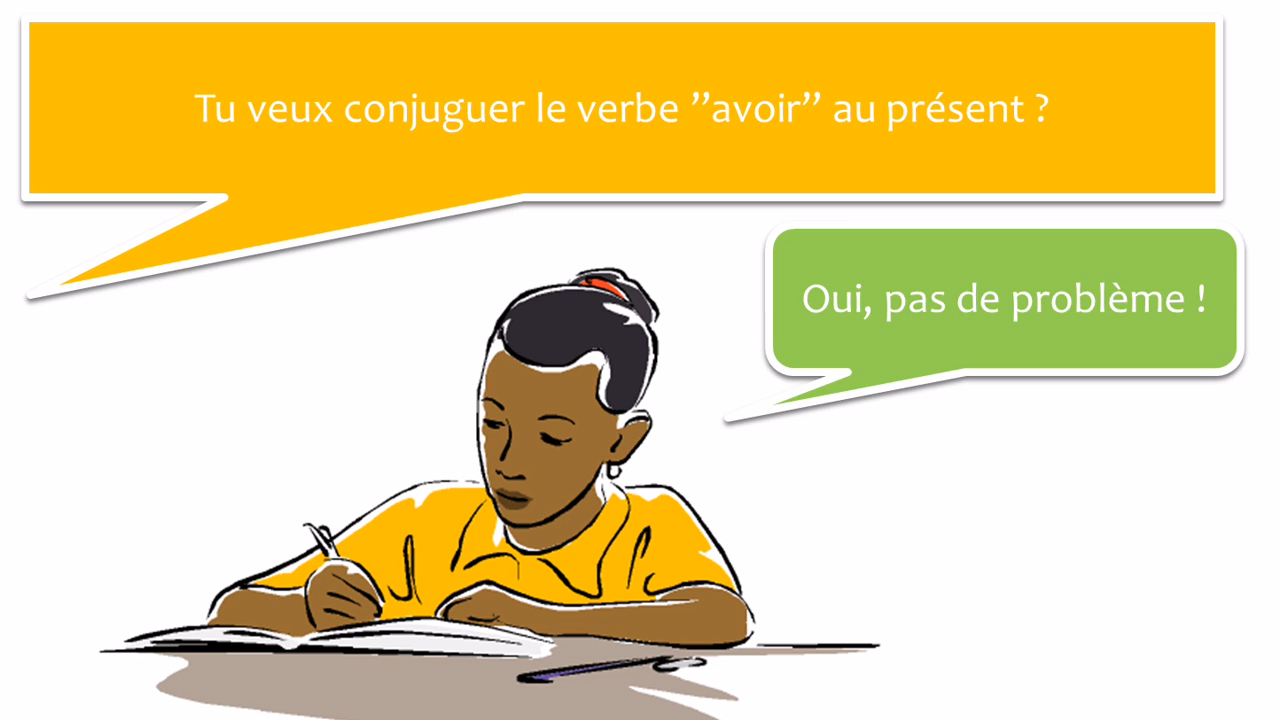 Tu veux conjuguer le verbe ”avoir” au présent ?
Oui, pas de problème !